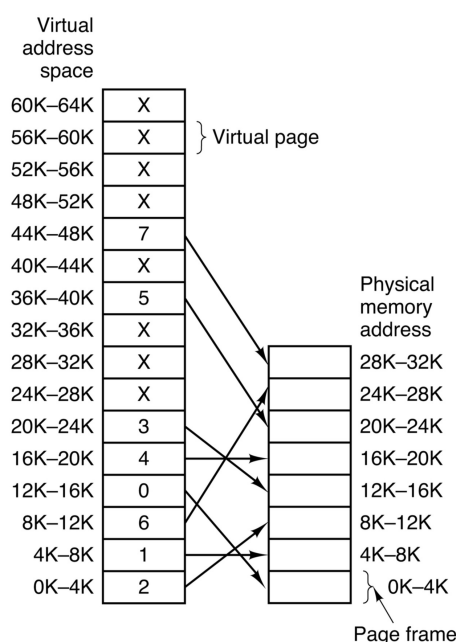 Virtual
address
space
60K–64K X
56K–60K X Virtual page
52K–56K X
48K–52K X
44K–48K 7
40K–44K X
36K–40K 5
32K–36K X
28K–32K X
24K–28K X
20K–24K 3
16K–20K 4
12K–16K 0
8K–12K 6
4K–8K 1
0K–4K 2
Physical
memory
address
28K–32K
24K–28K
20K–24K
16K–20K
12K–16K
8K–12K
4K–8K
0K–4K
Page frame